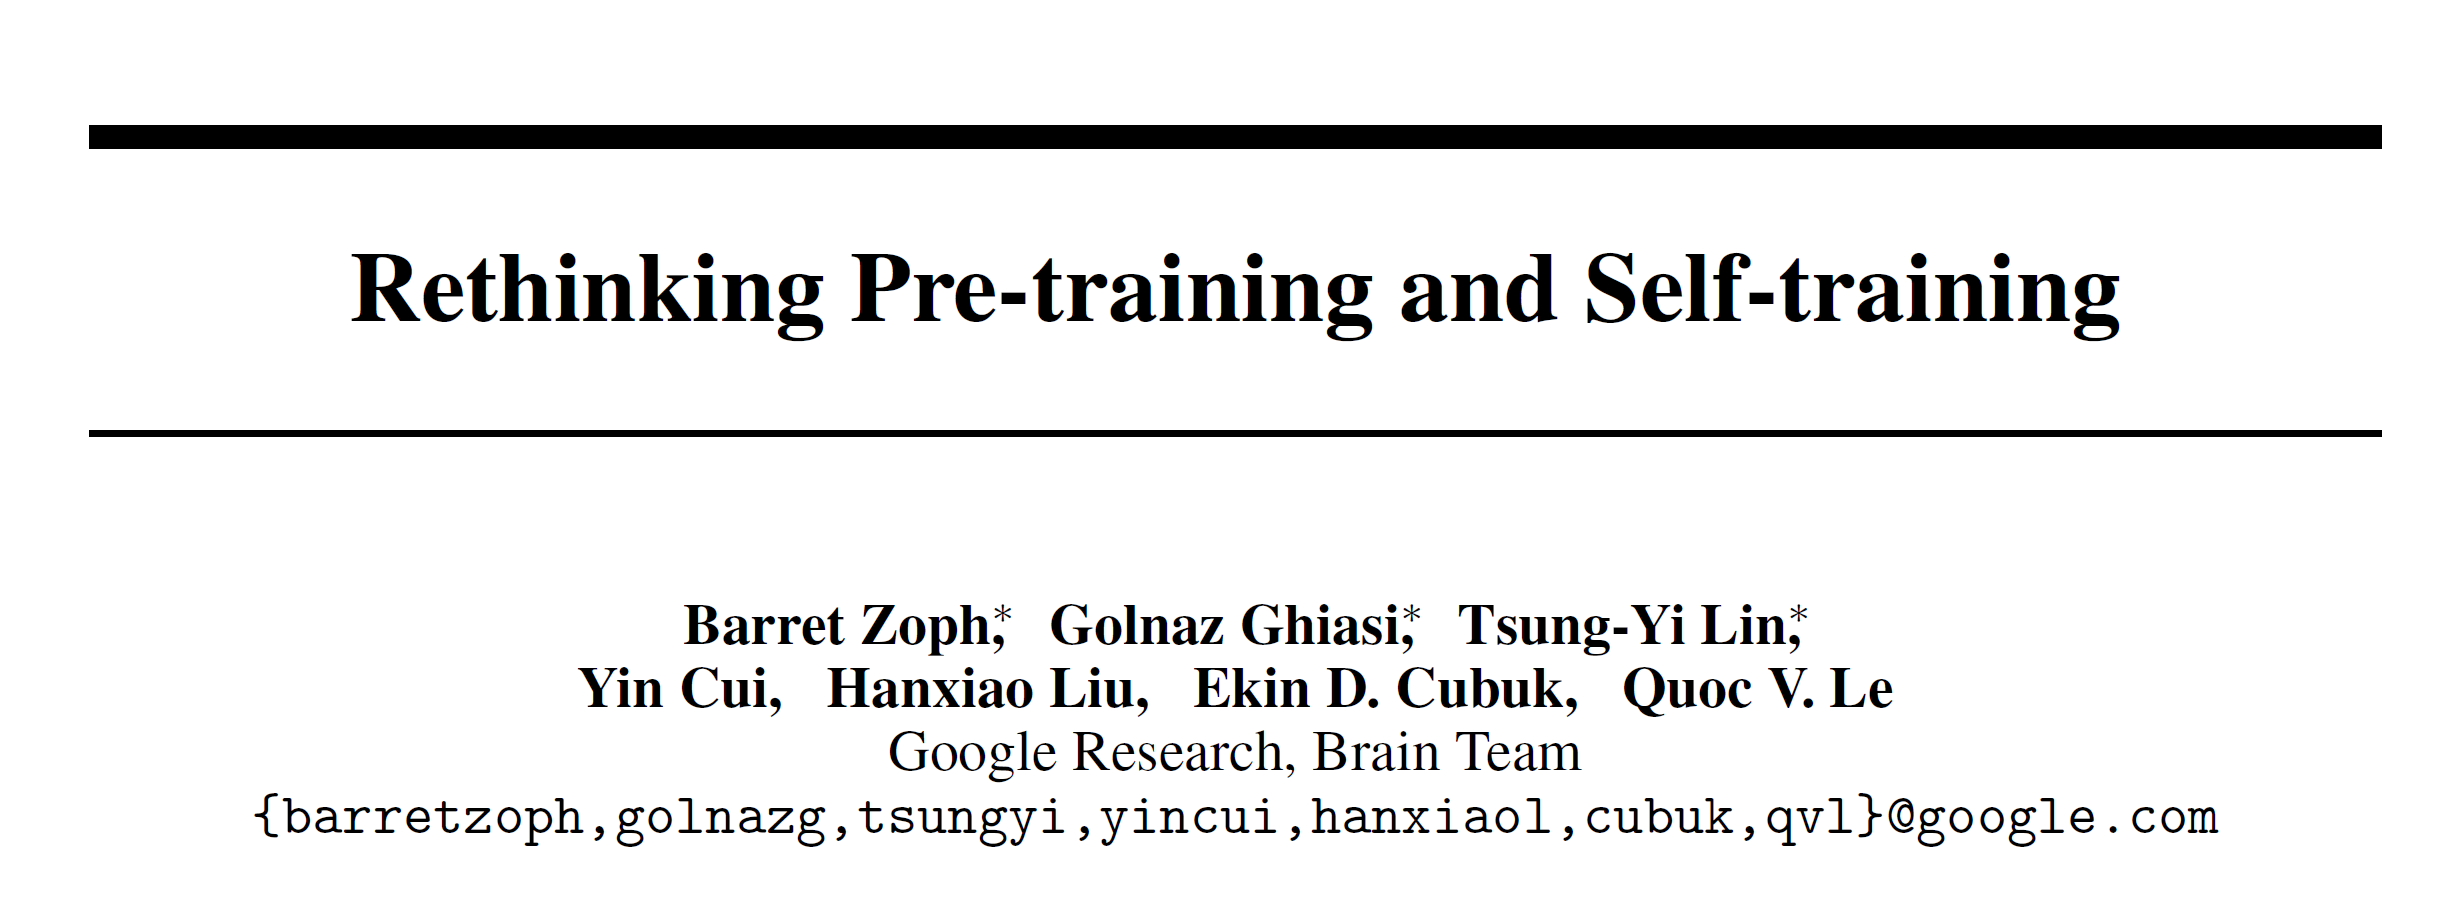 Rethinking Pre-training and Self-training
Barret Zoph,* Golnaz Ghiasi,* Tsung-Yi Lin,*
Yin Cui, Hanxiao Liu, Ekin D. Cubuk, Quoc V. Le
Google Research, Brain Team
{barretzoph,golnazg,tsungyi,yincui,hanxiaol,cubuk,qvl}@google.com